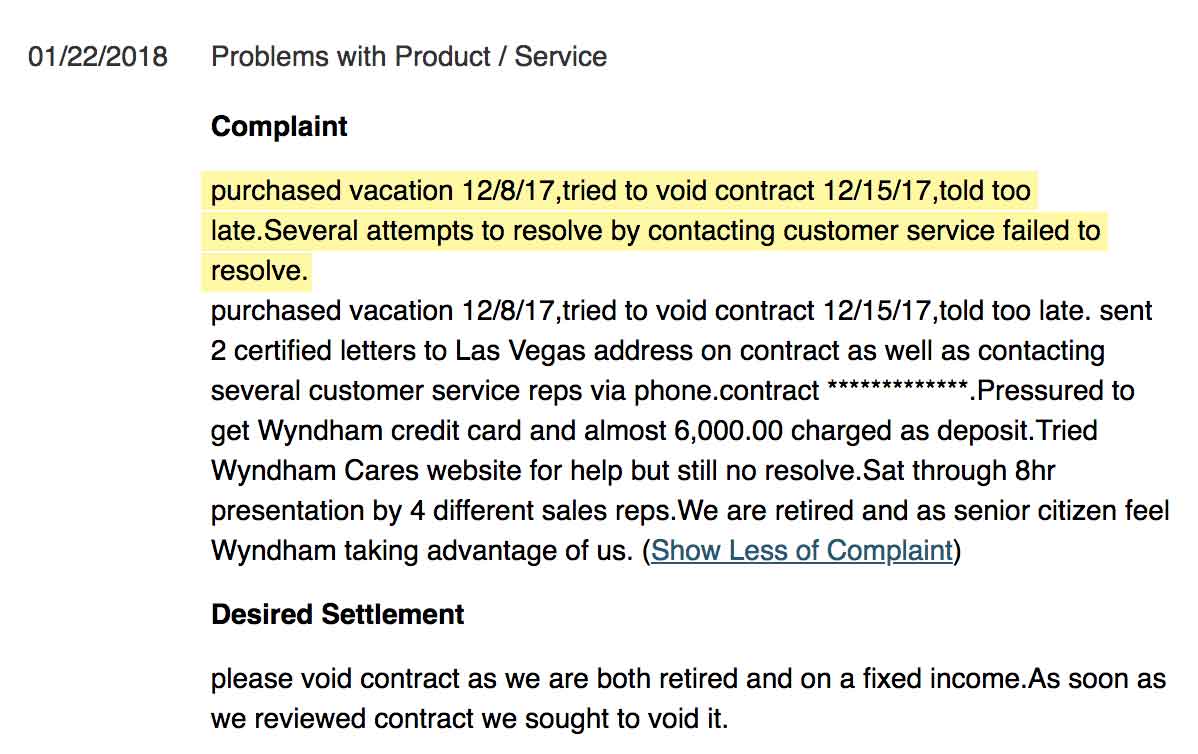 01/22/2018 Problems with Product / Service
Complaint
purchased vacation 12/8/17,tried to void contract 12/15/17,told too
late.Several attempts to resolve by contacting customer service failed to
resolve.
purchased vacation 12/8/17,tried to void contract 12/15/17,told too late. sent
2 certified letters to Las Vegas address on contract as well as contacting
several customer service reps via phone.contract *************.Pressured to
get Wyndham credit card and almost 6,000.00 charged as deposit.Tried
Wyndham Cares website for help but still no resolve.Sat through 8hr
presentation by 4 different sales reps.We are retired and as senior citizen feel
Wyndham taking advantage of us. (Show Less of Complaint)
Desired Settlement
please void contract as we are both retired and on a fixed income.As soon as
we reviewed contract we sought to void it.